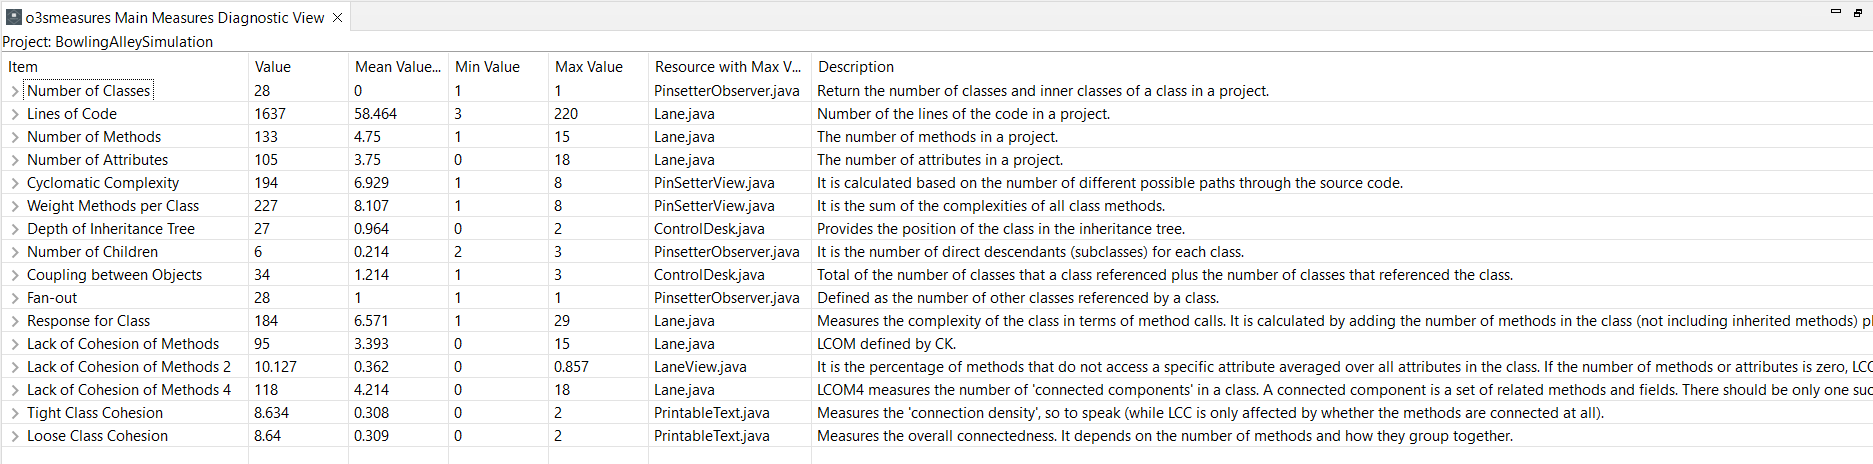 o3smeasures Main Measures Diagnostic View
Project: BowlingAlleySimulation
Item Value Mean Value... Min Value Max Value Resource with Max V... Description
Number of Classes 28 0 1 1 PinsetterObserver.java Return the number of classes and inner classes of a class in a project.
Lines of Code 1637 58.464 3 220 Lane.java Number of the lines of the code in a project.
Number of Methods 133 4.75 1 15 Lane.java The number of methods in a project.
Number of Attributes 105 3.75 0 18 Lane.java The number of attributes in a project.
Cyclomatic Complexity 194 6.929 1 8 PinSetterView.java It is calculated based on the number of different possible paths through the source code.
Weight Methods per Class 227 8.107 1 8 PinSetterView.java It is the sum of the complexities of all class methods.
Depth of Inheritance Tree 27 0.964 0 2 ControlDesk.java Provides the position of the class in the inheritance tree.
Number of Children 6 0.214 2 3 PinsetterObserver.java It is the number of direct descendants (subclasses) for each class.
Coupling between Objects 34 1.214 1 3 ControlDesk.java Total of the number of classes that a class referenced plus the number of classes that referenced the class.
Fan-out 28 1 1 1 PinsetterObserver.java Defined as the number of other classes referenced by a class.
Response for Class 184 6.571 1 29 Lane.java Measures the complexity of the class in terms of method calls. It is calculated by adding the number of methods in the class (not including inherited methods) pl
Lack of Cohesion of Methods 95 3.393 0 15 Lane.java LCOM defined by CK.
Lack of Cohesion of Methods 2 10.127 0.362 0 0.857 LaneView.java It is the percentage of methods that do not access a specific attribute averaged over all attributes in the class. If the number of methods or attributes is zero, LCO
Lack of Cohesion of Methods 4 118 4.214 0 18 Lane.java LCOM4 measures the number of 'connected components' in a class. A connected component is a set of related methods and fields. There should be only one suc
Tight Class Cohesion 8.634 0.308 0 2 PrintableText.java Measures the 'connection density', so to speak (while LCC is only affected by whether the methods are connected at all).
Loose Class Cohesion 8.64 0.309 0 2 PrintableText.java Measures the overall connectedness. It depends on the number of methods and how they group together.